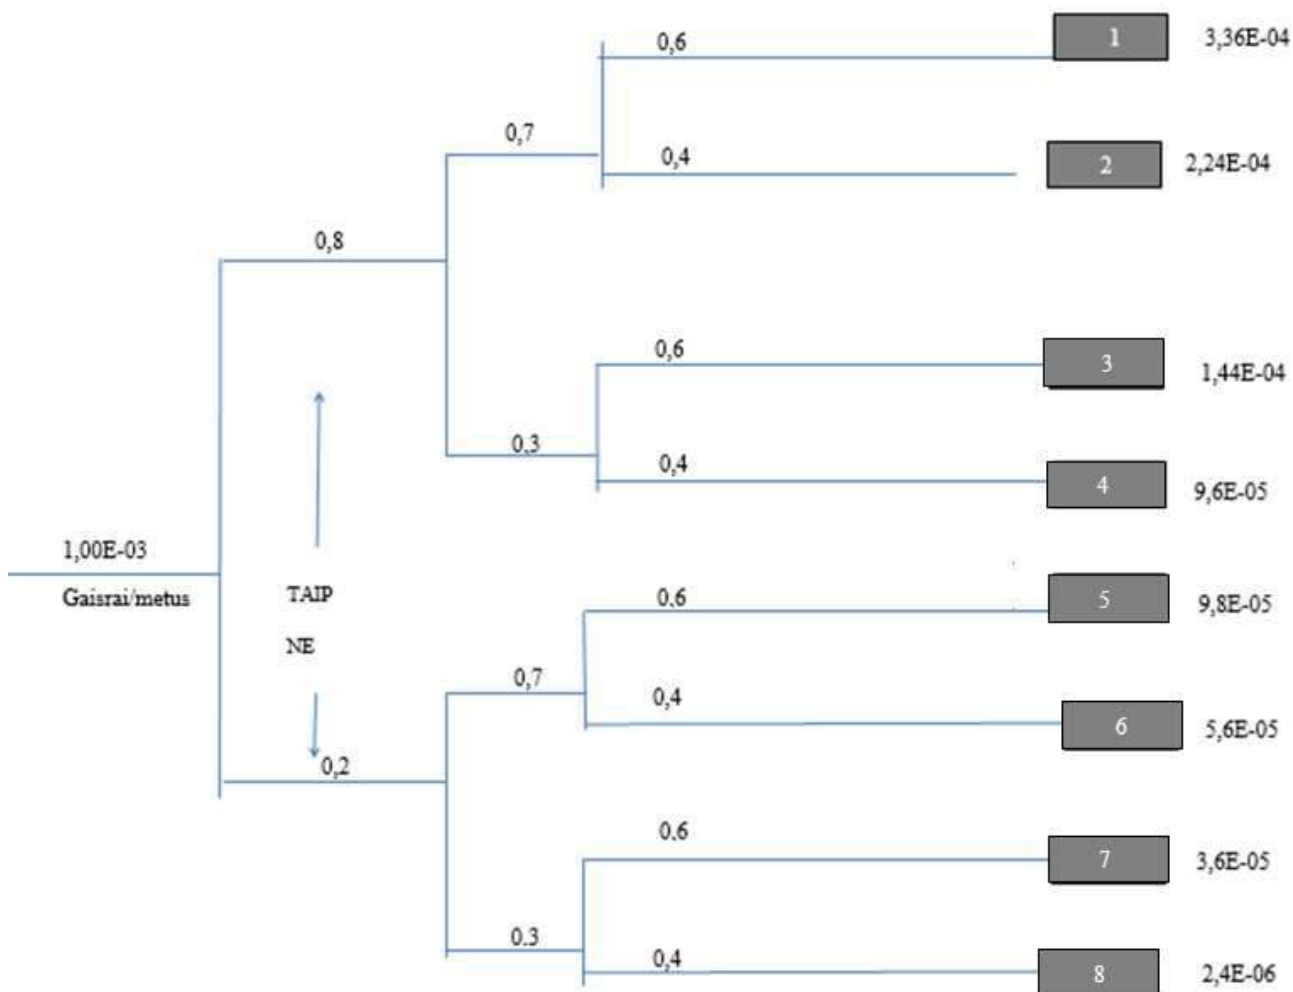 0,6
1
3,36E-04
0,7
0,4
2
2,24E-04
0,8
0,6
3
1,44E-04
0.3
0,4
4
9,6E-05
1,00E-03
Gaisrai/metus
TAIP
NE
0.6
5
9,8E-05
0,7
0,4
6
5,6E-05
0,2
0.6
7
3,6E-05
0.3
0,4
8
2,4E-06